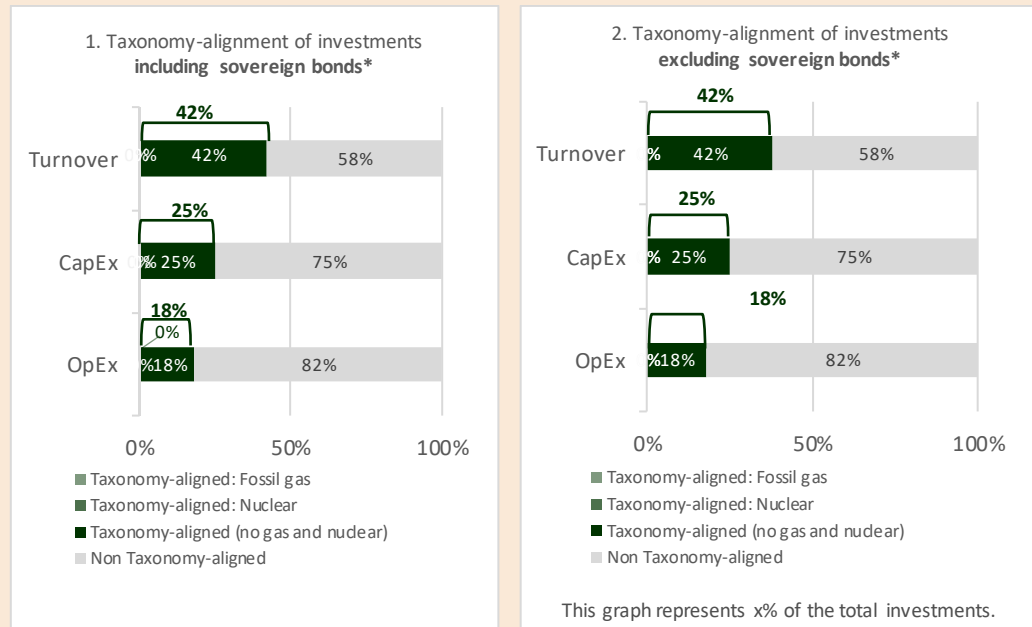 1. Taxonomy-alignment of investments
including sovereign bonds*
42%
Turnover 0% 42% 58%
25%
CapEx 0% 25% 75%
18%
0%
OpEx % 18% 82%
0% 50% 100%
Taxonomy-aligned: Fossil gas
Taxonomy-aligned: Nuclear
Taxonomy-aligned (no gas and nuclear)
Non Taxonomy-aligned
2. Taxonomy-alignment of investments
excluding sovereign bonds*
42%
Turnover % 42% 58%
25%
CapEx % 25% 75%
18%
OpEx % 18% 82%
0% 50% 100%
Taxonomy-aligned: Fossil gas
Taxonomy-aligned: Nuclear
Taxonomy-aligned (no gas and nuclear)
Non Taxonomy-aligned
This graph represents x% of the total investments.